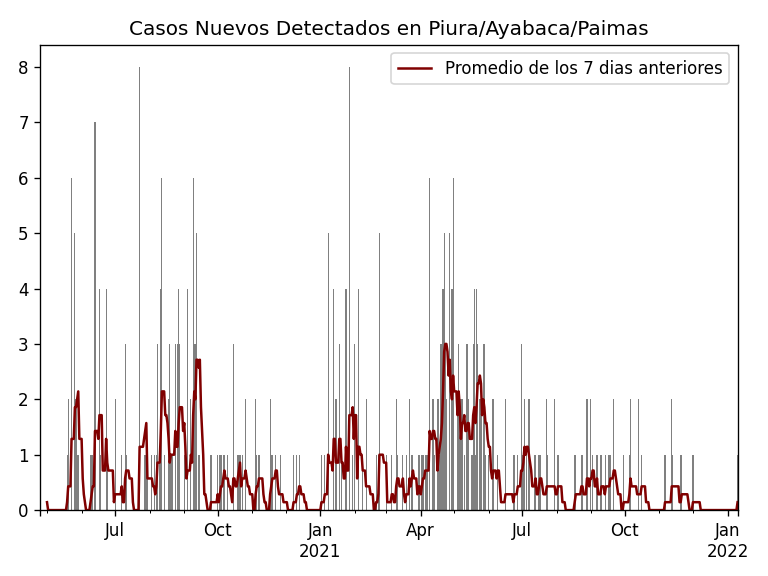 Casos Nuevos Detectados en Piura/Ayabaca/Paimas
Promedio de los 7 dias anteriores
8
7
6
5
4
3
2
1
0
Jul
Oct
Jan
2021
Apr
Jul
Oct
Jan
2022